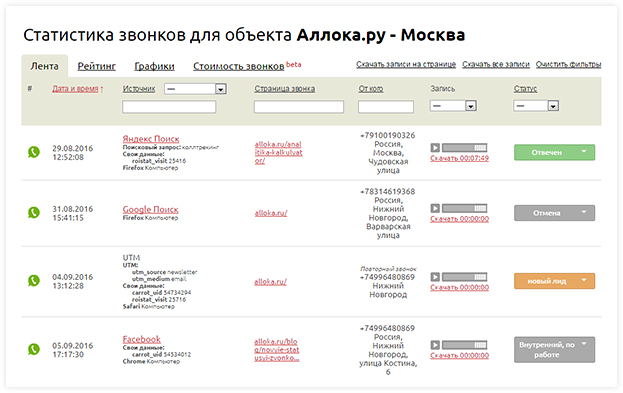 Статистика звонков для объекта Аллока.ру - Москва
Лента Рейтинг Графики Стоимость звонков beta Скачать записи на странице Скачать все записи Очистить фильтры
# Дата и время ↑ Источник — Страница звонка От кого Запись Статус
— —
29.08.2016
12:52:08
Яндекс Поиск
Поисковый запрос: коллтрекинг
Свои данные:
roistat_visit 25416
Firefox Компьютер
alloka.ru/anal
itika-kalkulyat
or/
+79100190326
Россия,
Москва,
Чудовская
улица
Скачать 00:07:49
Отвечен
31.08.2016
15:41:15
Google Поиск
Firefox Компьютер
alloka.ru/
+78314619368
Россия,
Нижний
Новгород,
Варварская
улица
Скачать 00:00:00
Отмена
04.09.2016
13:12:28
UTM
UTM:
utm_source newsletter
utm_medium email
Свои данные:
carrot_uid 54734294
roistat_visit 25716
Safari Компьютер
alloka.ru/
Повторный звонок
+74996480869
Нижний
Новгород
Скачать 00:00:00
новый лид
05.09.2016
17:17:30
Facebook
Свои данные:
carrot_uid 54534012
Chrome Компьютер
alloka.ru/blo
g/novvie-stat
usvi-zvonko...
+74996480869
Россия,
Нижний
Новгород,
улица Костина,
6
Скачать 00:00:00
Внутренний, по
работе